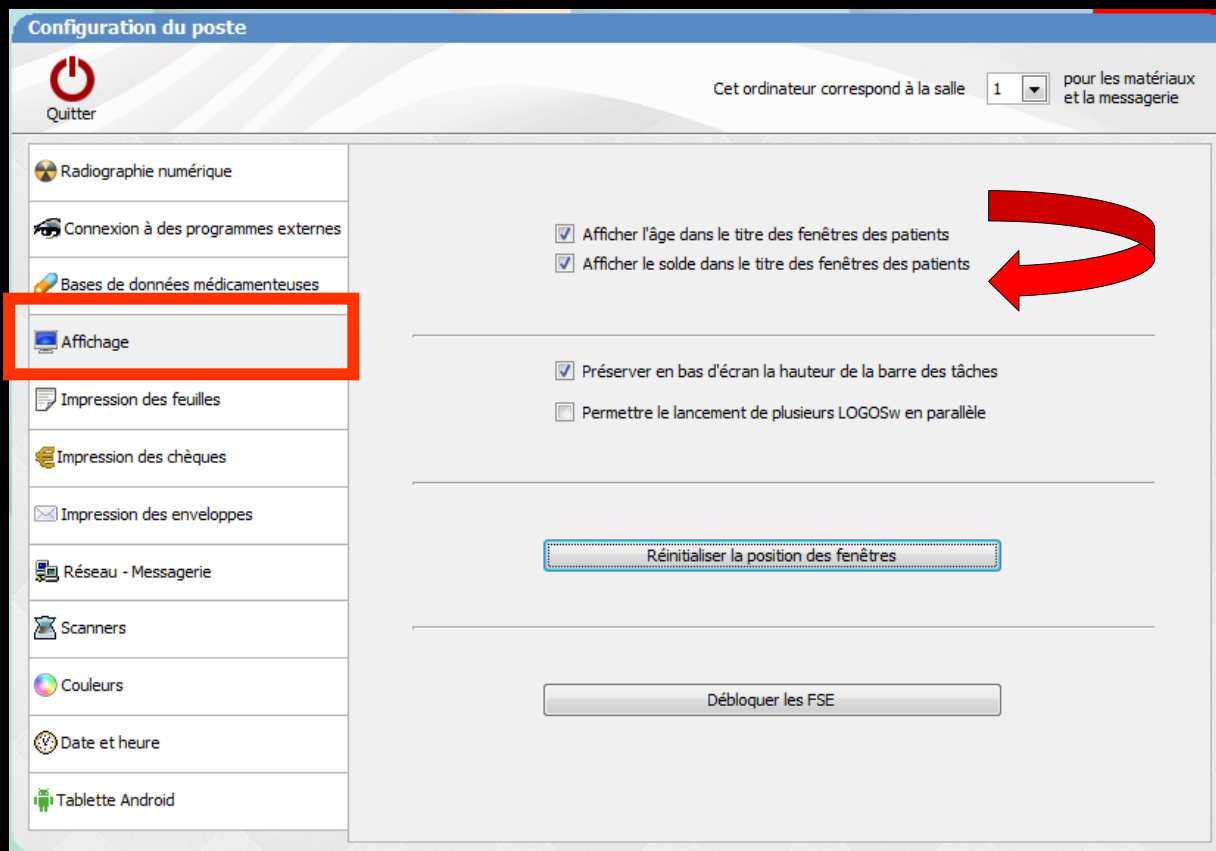 Configuration du poste
Quitter
Cet ordinateur correspond à la salle 1 pour les matériaux
et la messagerie
Radiographie numérique
Connexion à des programmes externes
Bases de données médicamenteuses
Affichage
Impression des feuilles
Impression des chèques
Impression des enveloppes
Réseau - Messagerie
Scanners
Couleurs
Date et heure
Tablette Android
Afficher l'âge dans le titre des fenêtres des patients
Afficher le solde dans le titre des fenêtres des patients
Préserver en bas d'écran la hauteur de la barre des tâches
Permettre le lancement de plusieurs LOGOSw en parallèle
Réinitialiser la position des fenêtres
Débloquer les FSE